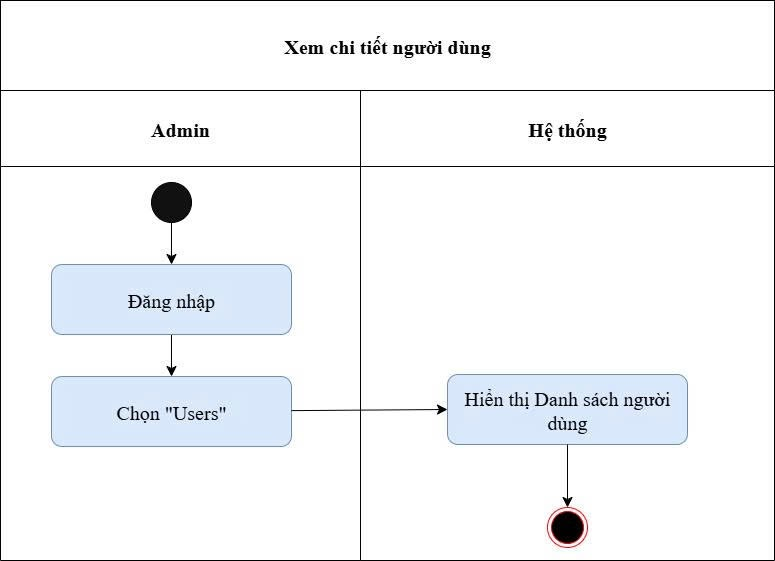 Xem chi tiết người dùng
Admin
Hệ thống
Đăng nhập
Chọn "Users"
Hiển thị Danh sách người
dùng